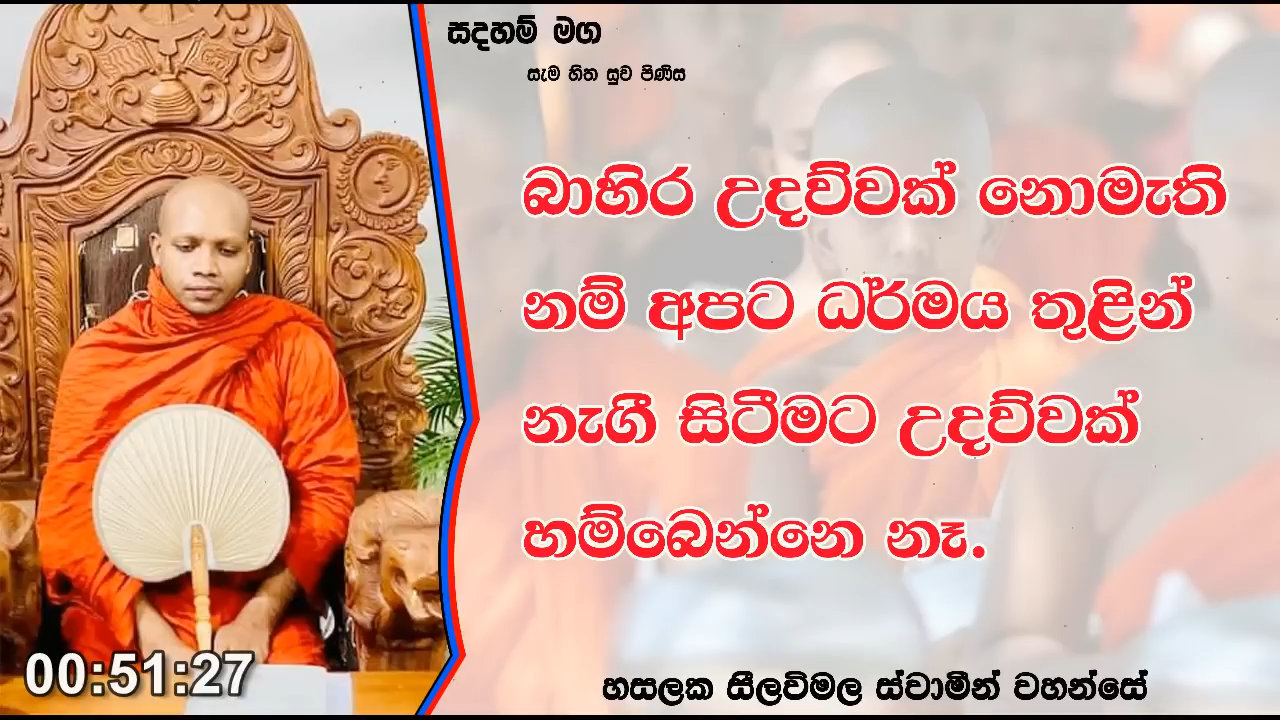 සදහම් මග
සැම හිත සුව පිණිස
බාහිර උදව්වක් නොමැති
නම් අපට ධර්මය තුළින්
නැගී සිටීමට උදව්වක්
හම්බෙන්නෙ නෑ.
00:51:27
හසලක සීලවිමල ස්වාමීන් වහන්සේ